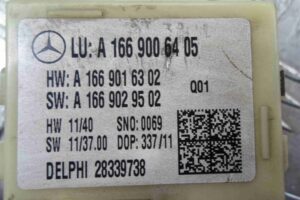 LU: A 166 900 64 05
HW: A 166 901 63 02
Q01
SW: A 166 902 95 02
HW 11/40 SNO: 0069
SW 11/37.00 DOP: 337/11
DELPHI 28339738